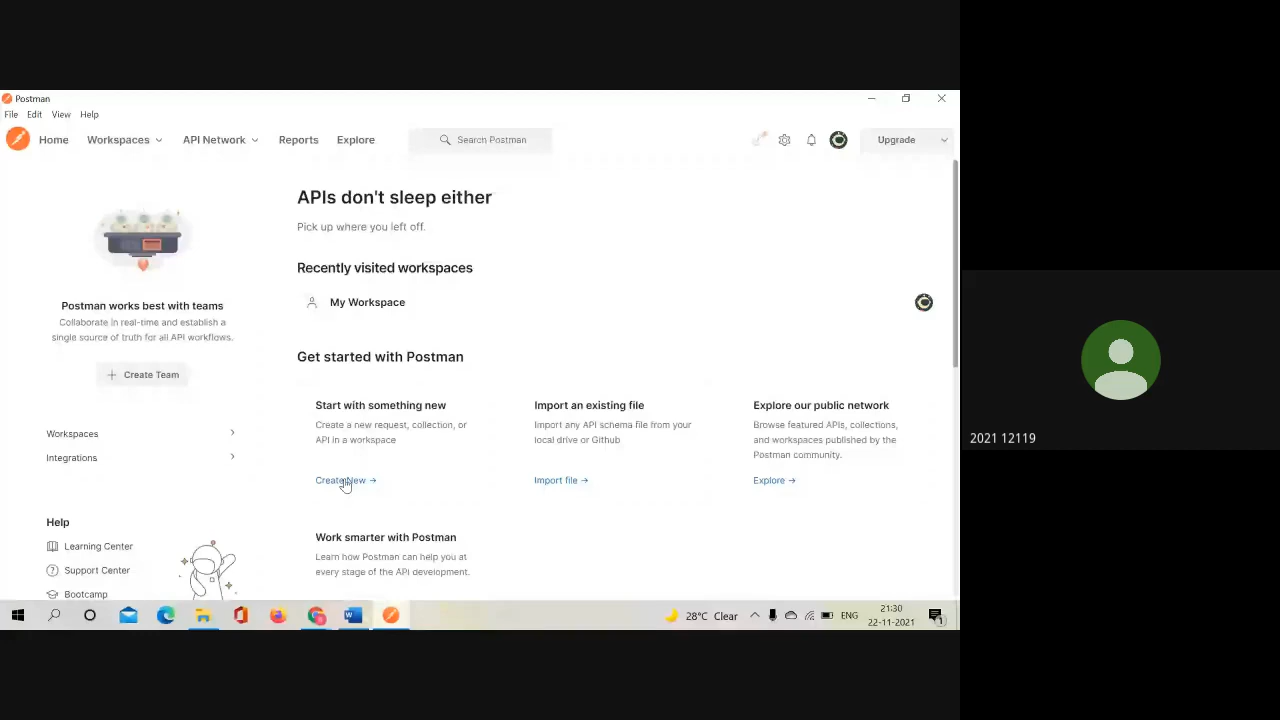 Postman
File Edit View Help
Home Workspaces API Network Reports Explore Search Postman Upgrade
APIs don't sleep either
Pick up where you left off.
Recently visited workspaces
My Workspace
Postman works best with teams
Collaborate in real-time and establish a
single source of truth for all API workflows.
Create Team
Workspaces
Integrations
Help
Learning Center
Support Center
Bootcamp
Get started with Postman
Start with something new
Create a new request, collection, or
API in a workspace
Create New →
Import an existing file
Import any API schema file from your
local drive or Github
Import file →
Explore our public network
Browse featured APIs, collections,
and workspaces published by the
Postman community.
Explore →
Work smarter with Postman
Learn how Postman can help you at
every stage of the API development.
28°C Clear ENG
21:30
22-11-2021
1
2021 12119